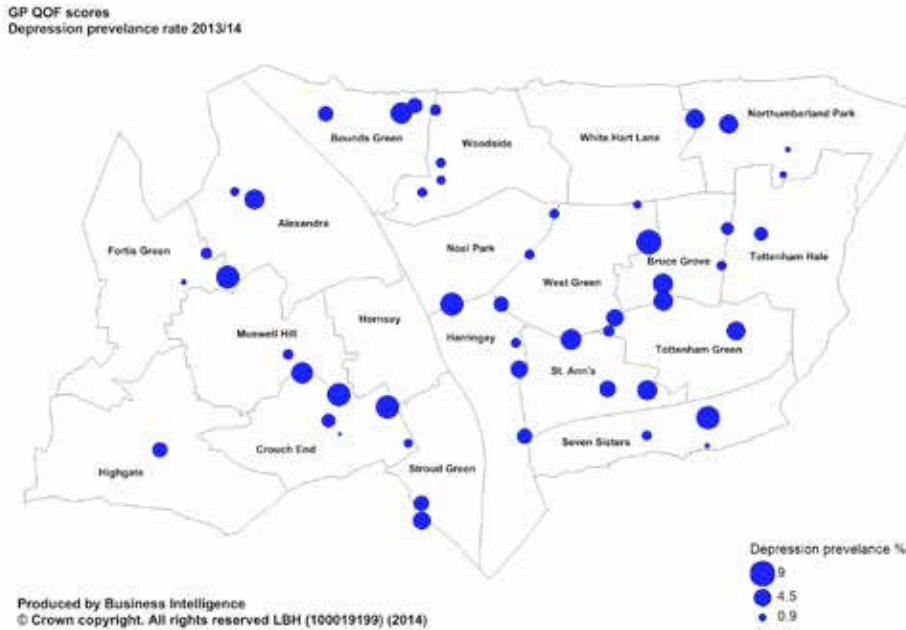 GP QOF scores
Depression prevelance rate 2013/14
Northumberland Park
Bounds Green
Woodside
White Hart Lane
Alexandra
Fortis Green
Noel Park
Bruce Grove
Tottenham Hale
West Green
Muswell Hill
Hornsey
Harringay
Tottenham Green
St. Ann's
Seven Sisters
Crouch End
Stroud Green
Highgate
Depression prevelance %
9
4.5
0.9
Produced by Business Intelligence
© Crown copyright. All rights reserved LBH (100019199) (2014)